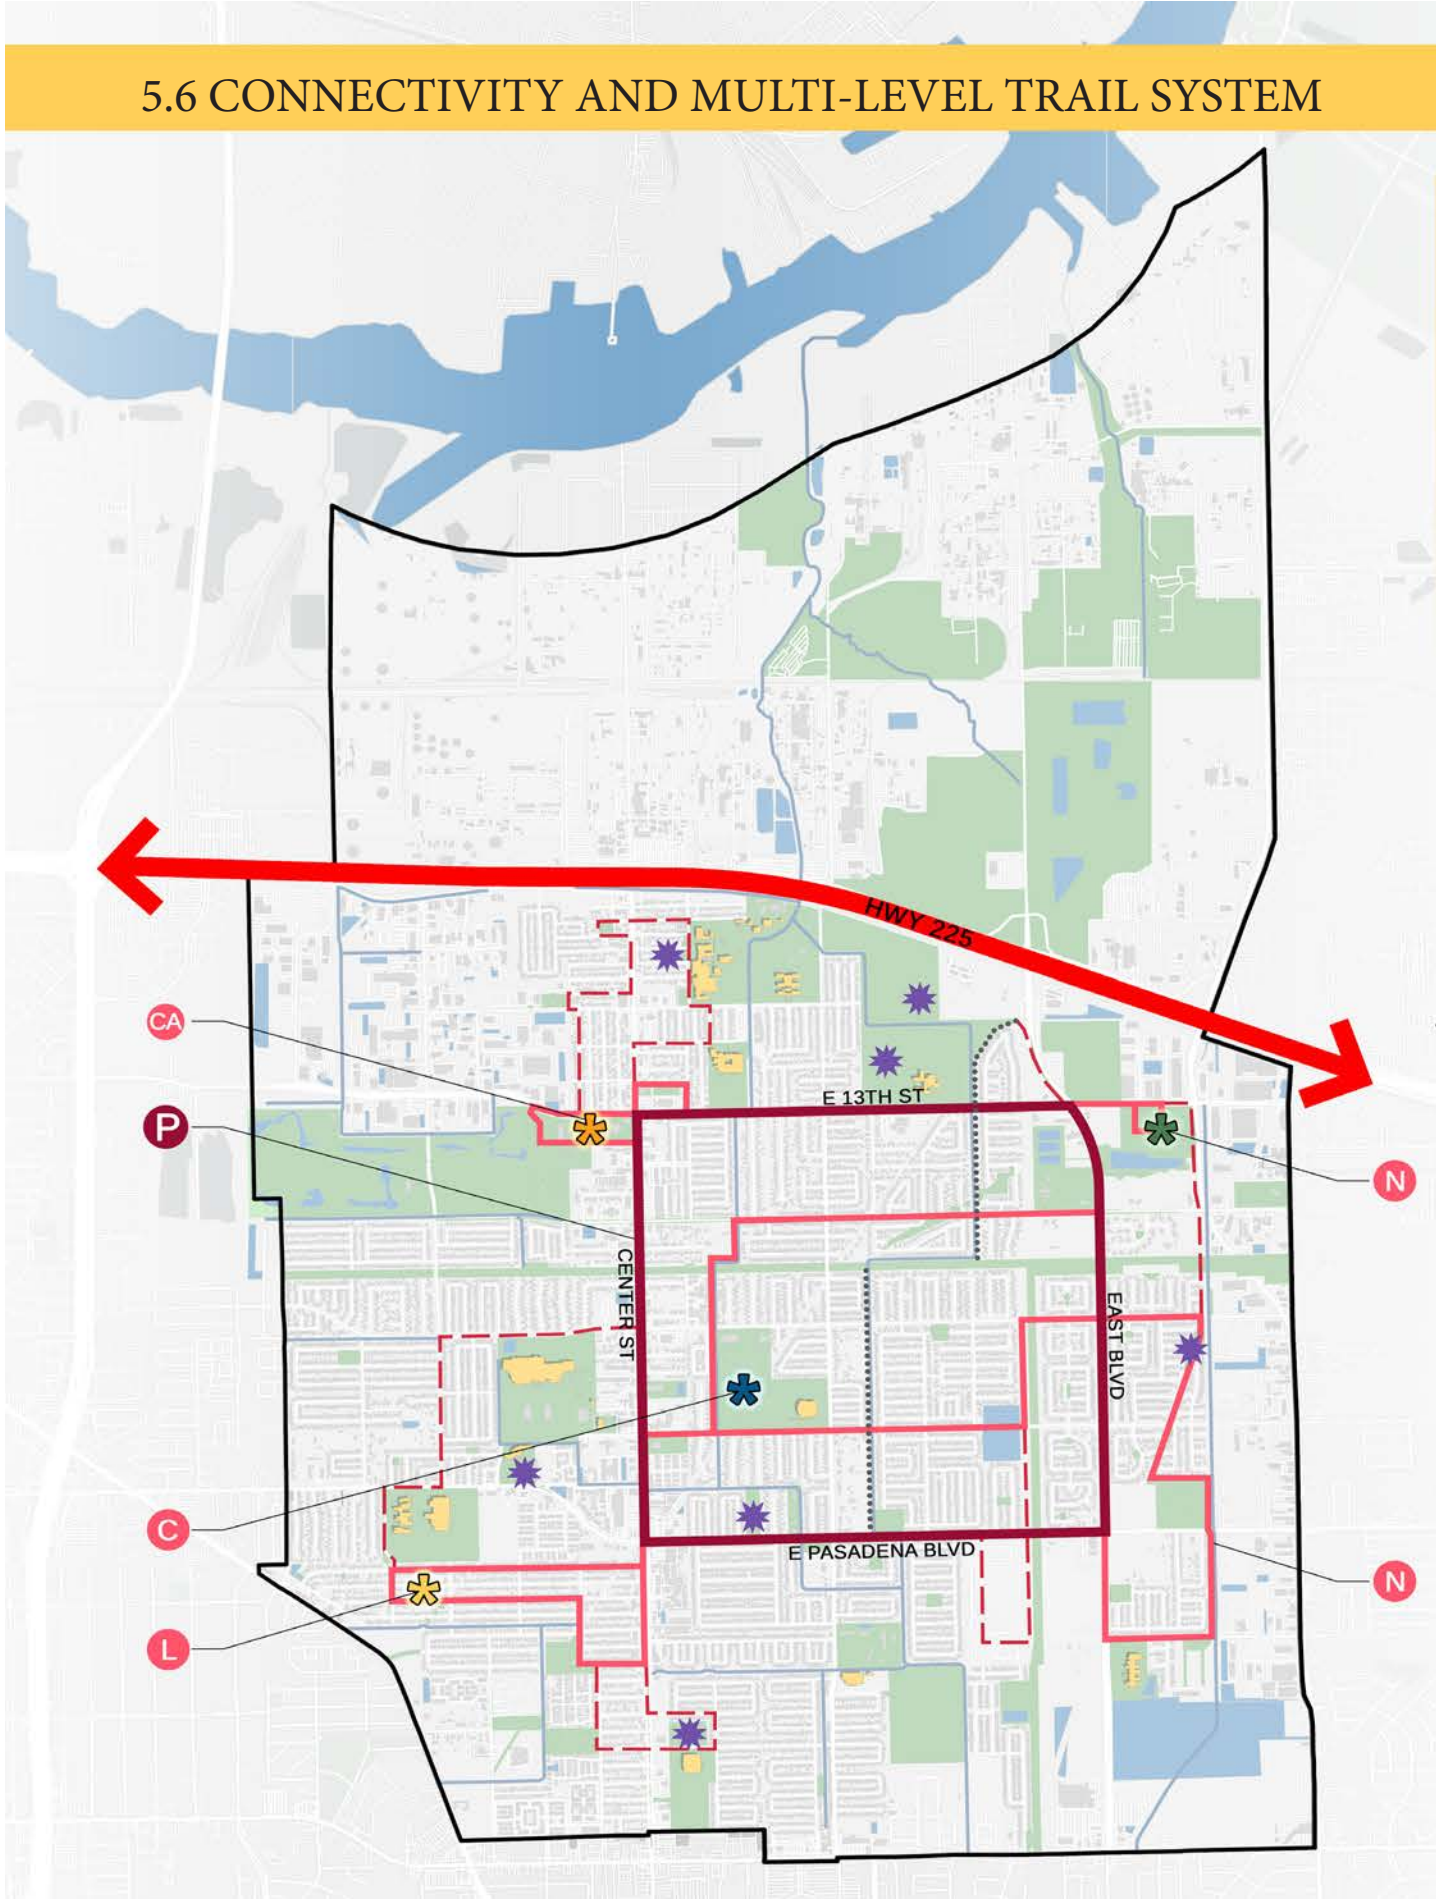 5.6 CONNECTIVITY AND MULTI-LEVEL TRAIL SYSTEM
HWY 225
CA
E 13TH ST
P
N
CENTER ST
EAST BLVD
C
E PASADENA BLVD
N
L